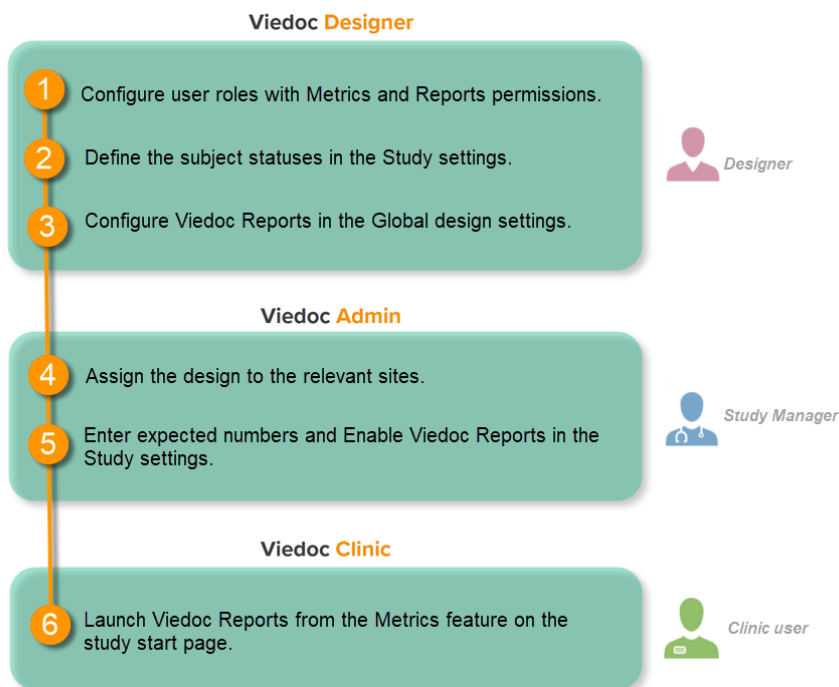 Viedoc Designer
1 Configure user roles with Metrics and Reports permissions.
2 Define the subject statuses in the Study settings.
Designer
3 Configure Viedoc Reports in the Global design settings.
Viedoc Admin
4 Assign the design to the relevant sites.
Study Manager
5 Enter expected numbers and Enable Viedoc Reports in the
Study settings.
Viedoc Clinic
6 Launch Viedoc Reports from the Metrics feature on the
study start page.
Clinic user